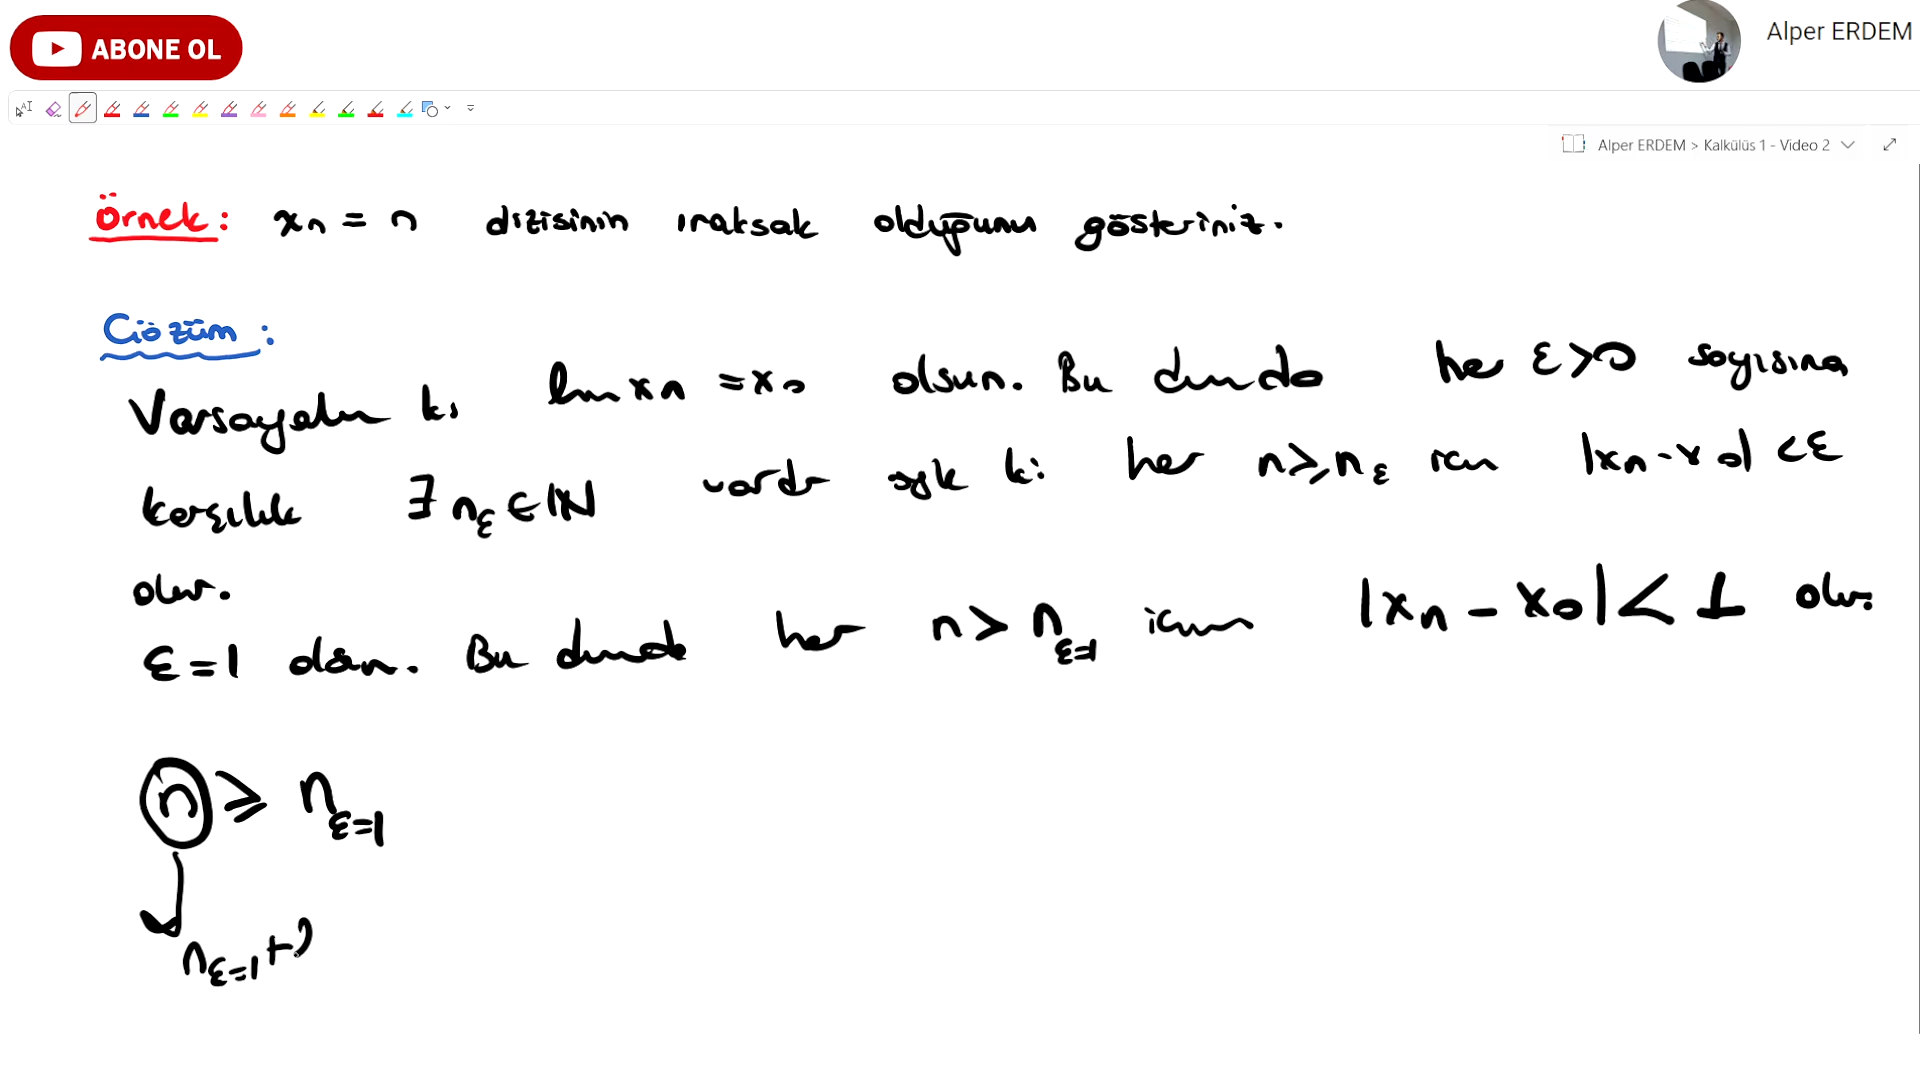 ABONE OL
Alper ERDEM
Alper ERDEM > Kalkülüs 1 - Video 2
Örnek: xn = n dizisinin ıraksak olduğunu gösteriniz.
Çözüm:
Varsayalım ki lim xn = x0 olsun. Bu durumda her ε>0 sayısına
karşılık ∃ nε ∈ ℕ vardır öyle ki her n≥nε için |xn - x0| < ε
olur.
ε=1 olsun. Bu durumda her n > nε=1 için |xn - x0| < 1 olur.
n ≥ nε=1
nε=1 +